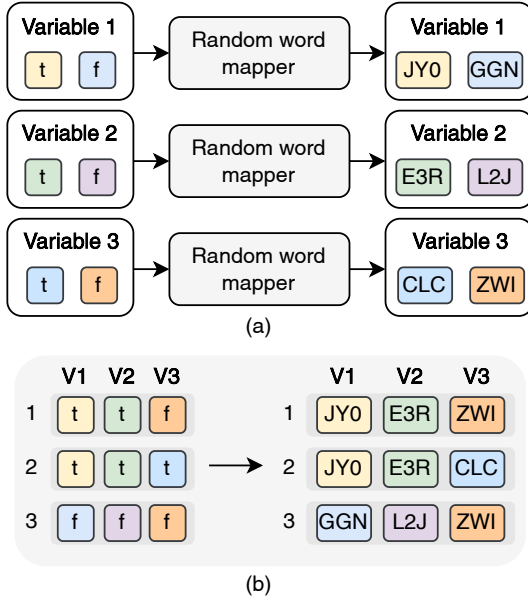 Variable 1 Variable 1
t f Random word mapper JY0 GGN
Variable 2 Variable 2
t f Random word mapper E3R L2J
Variable 3 Variable 3
t f Random word mapper CLC ZWI
(a)
V1 V2 V3 V1 V2 V3
1 t t f 1 JY0 E3R ZWI
2 t t t 2 JY0 E3R CLC
3 f f f 3 GGN L2J ZWI
(b)